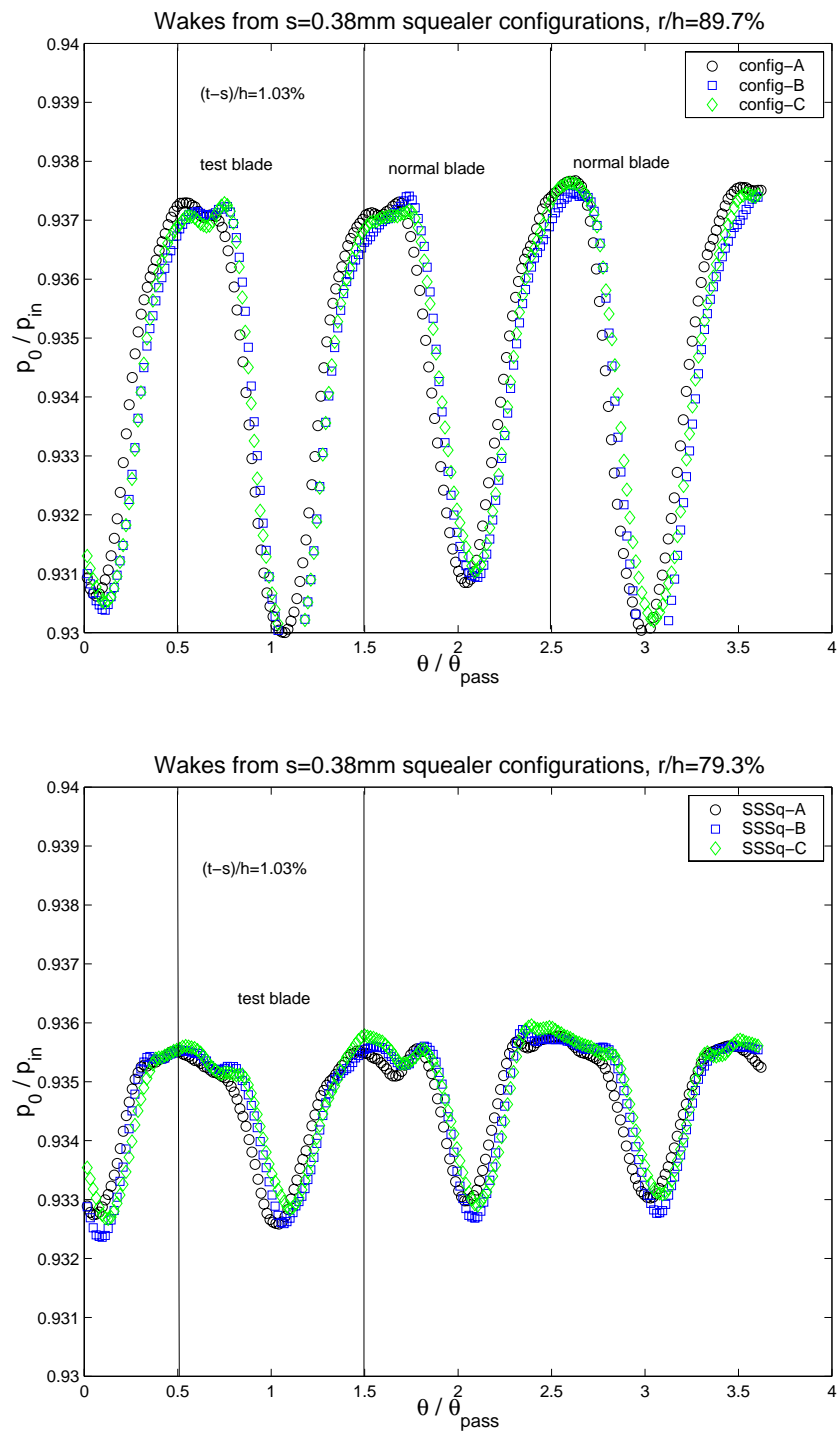 Wakes from s=0.38mm squealer configurations, r/h=89.7%
0.94
0.939
0.938
0.937
0.936
0.935
0.934
0.933
0.932
0.931
0.93
p0 / pin
(t−s)/h=1.03%
test blade
normal blade
normal blade
config−A
config−B
config−C
0 0.5 1 1.5 2 2.5 3 3.5 4
θ / θpass
Wakes from s=0.38mm squealer configurations, r/h=79.3%
0.94
0.939
0.938
0.937
0.936
0.935
0.934
0.933
0.932
0.931
0.93
p0 / pin
(t−s)/h=1.03%
test blade
SSSq−A
SSSq−B
SSSq−C
0 0.5 1 1.5 2 2.5 3 3.5 4
θ / θpass